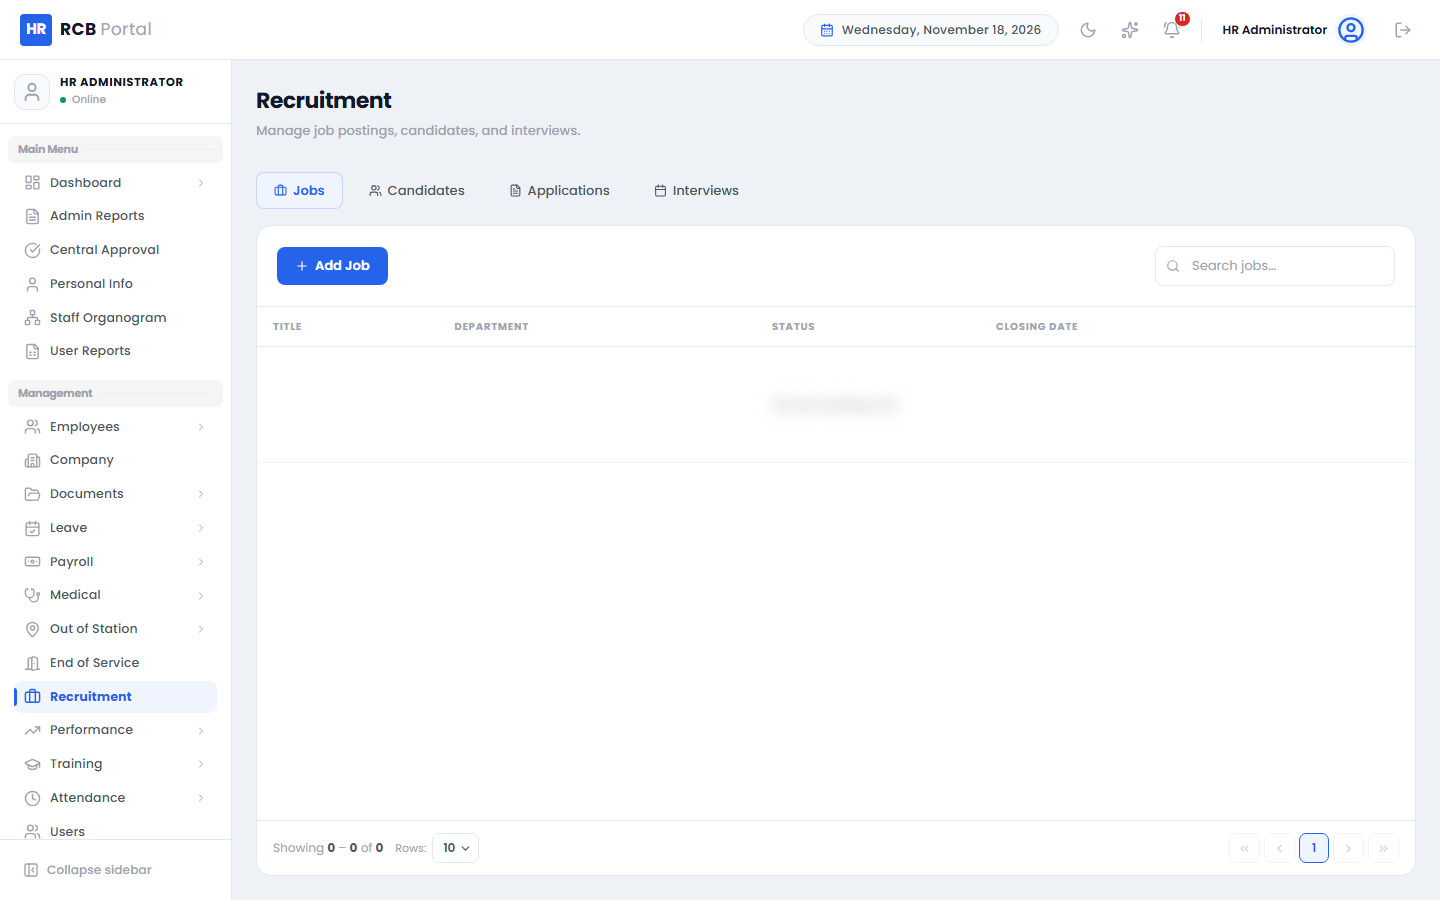 HR RCB Portal
Wednesday, November 18, 2026
11
HR Administrator
HR ADMINISTRATOR
Online
Main Menu
Dashboard
Admin Reports
Central Approval
Personal Info
Staff Organogram
User Reports
Management
Employees
Company
Documents
Leave
Payroll
Medical
Out of Station
End of Service
Recruitment
Performance
Training
Attendance
Users
Collapse sidebar
Recruitment
Manage job postings, candidates, and interviews.
Jobs Candidates Applications Interviews
Add Job
Search jobs...
TITLE DEPARTMENT STATUS CLOSING DATE
Showing 0 – 0 of 0 Rows: 10
1